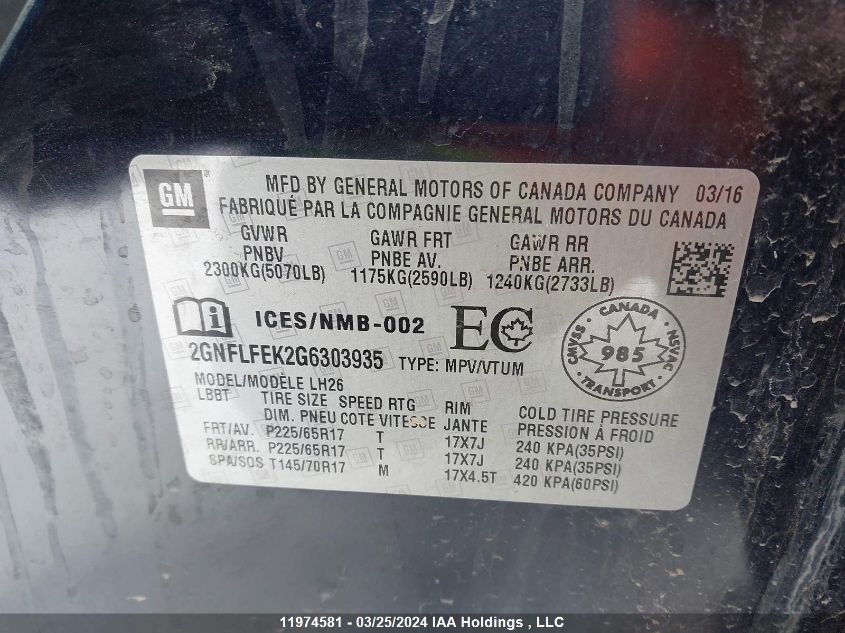 GM
MFD BY GENERAL MOTORS OF CANADA COMPANY 03/16
FABRIQUÉ PAR LA COMPAGNIE GENERAL MOTORS DU CANADA
GVWR GAWR FRT GAWR RR
PNBV PNBE AV. PNBE ARR.
2300KG(5070LB) 1175KG(2590LB) 1240KG(2733LB)
ICES/NMB-002 EC
CANADA
CMVSS 985 NSVAC
TRANSPORT
2GNFLFEK2G6303935 TYPE: MPV/VTUM
MODEL/MODÈLE LH26
LBBT TIRE SIZE SPEED RTG RIM COLD TIRE PRESSURE
DIM. PNEU COTE VITESSE JANTE PRESSION À FROID
FRT/AV. P225/65R17 T 17X7J 240 KPA(35PSI)
RR/ARR. P225/65R17 T 17X7J 240 KPA(35PSI)
SPA/SOS T145/70R17 M 17X4.5T 420 KPA(60PSI)
11974581 - 03/25/2024 IAA Holdings , LLC